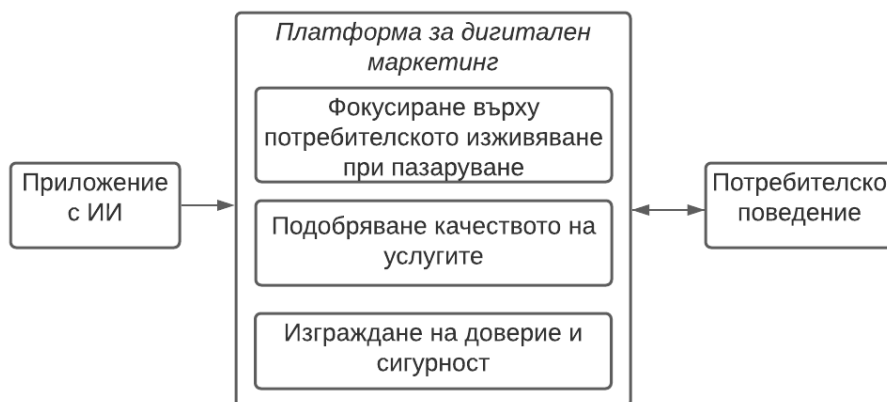 Платформа за дигитален
маркетинг
Фокусиране върху
потребителското изживяване
при пазаруване
Приложение
с ИИ
Потребителско
поведение
Подобряване качеството на
услугите
Изграждане на доверие и
сигурност